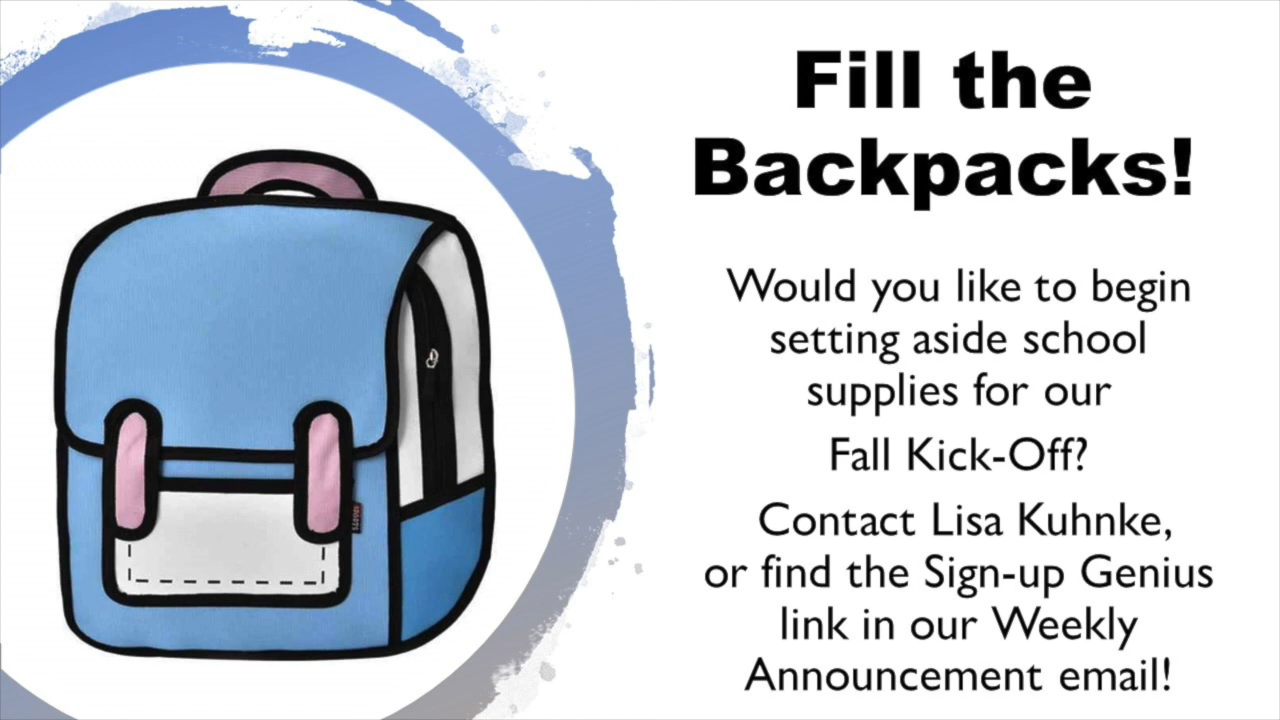 Fill the
Backpacks!
Would you like to begin
setting aside school
supplies for our
Fall Kick-Off?
Contact Lisa Kuhnke,
or find the Sign-up Genius
link in our Weekly
Announcement email!